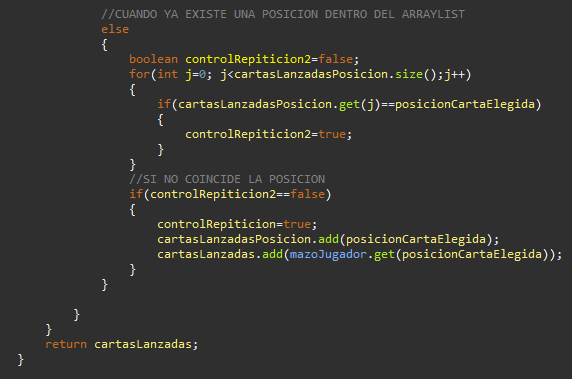 //CUANDO YA EXISTE UNA POSICION DENTRO DEL ARRAYLIST
else
{
boolean controlRepiticion2=false;
for(int j=0; j<cartasLanzadasPosicion.size();j++)
{
if(cartasLanzadasPosicion.get(j)==posicionCartaElegida)
{
controlRepiticion2=true;
}
}
//SI NO COINCIDE LA POSICION
if(controlRepiticion2==false)
{
controlRepiticion=true;
cartasLanzadasPosicion.add(posicionCartaElegida);
cartasLanzadas.add(mazoJugador.get(posicionCartaElegida));
}
}
}
}
return cartasLanzadas;
}